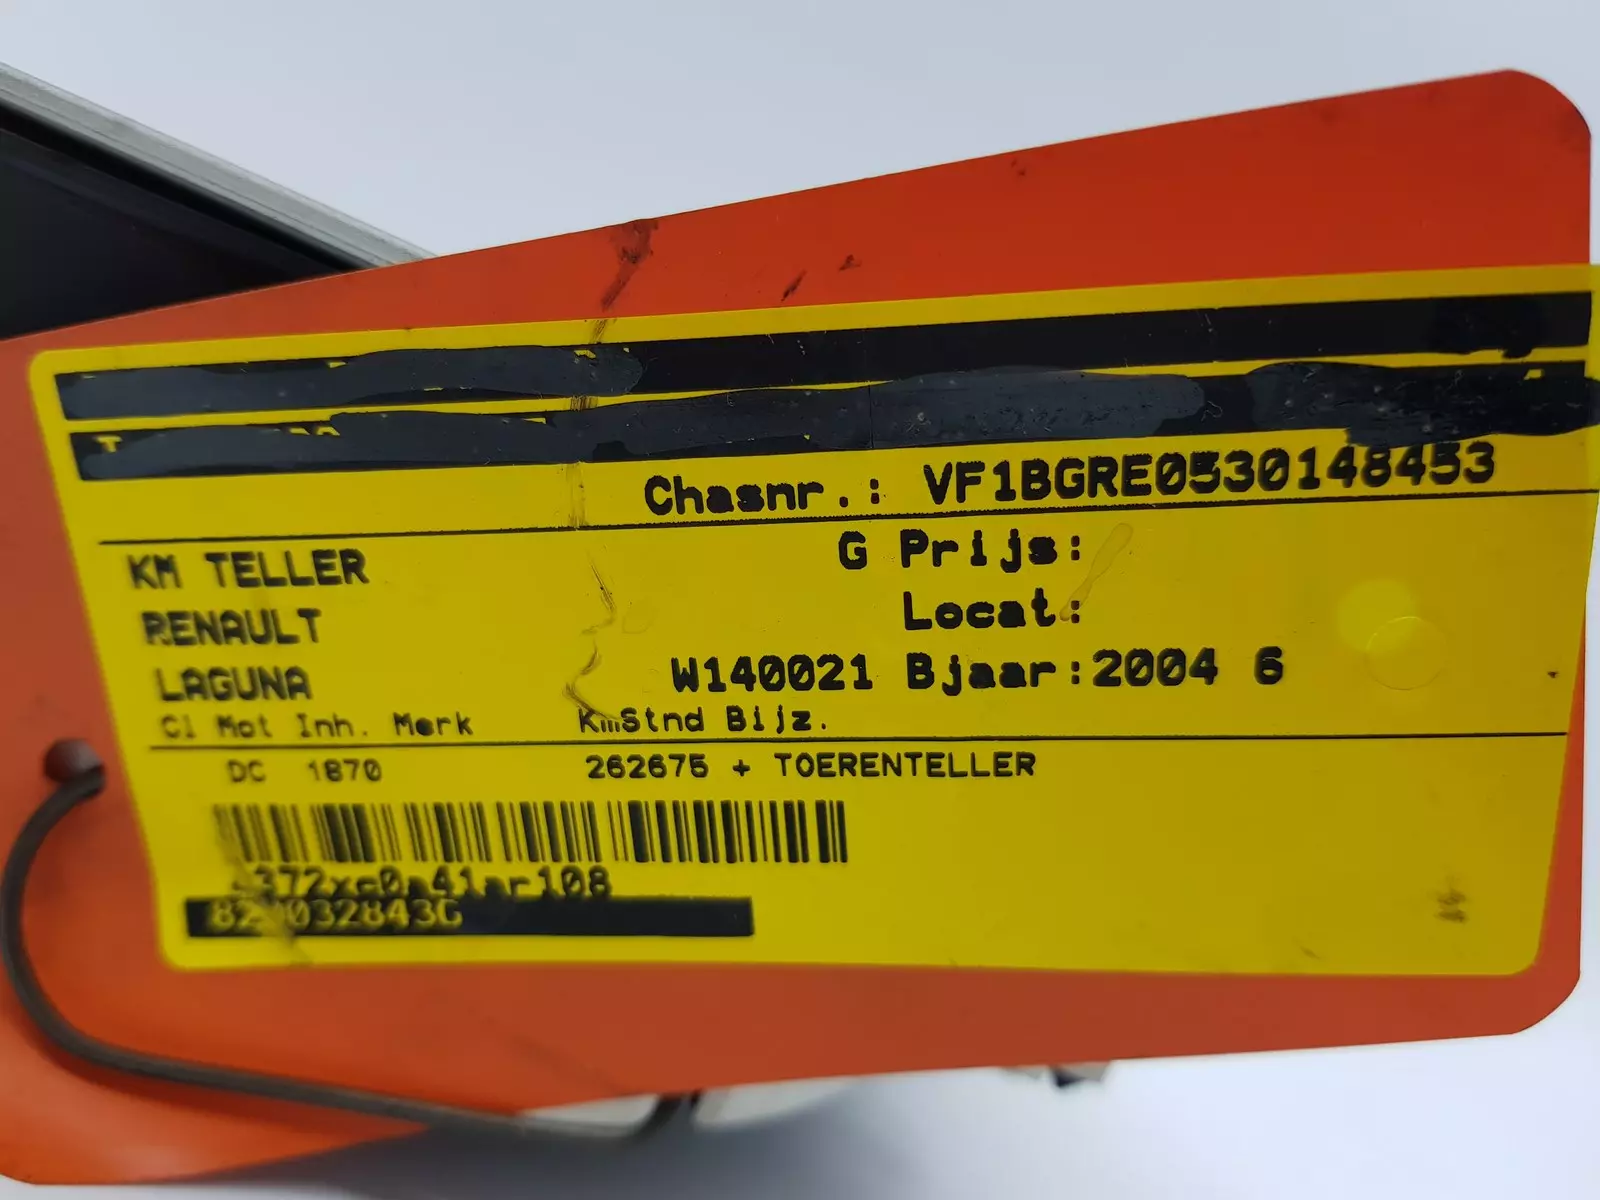 Chasnr.: VF1BGRE0530148453
KM TELLER
G Prijs:
RENAULT
Locat:
LAGUNA
W140021 Bjaar:2004 6
Cl Mot Inh. Merk KmStnd Bijz.
DC 1870 262675 + TOERENTELLER